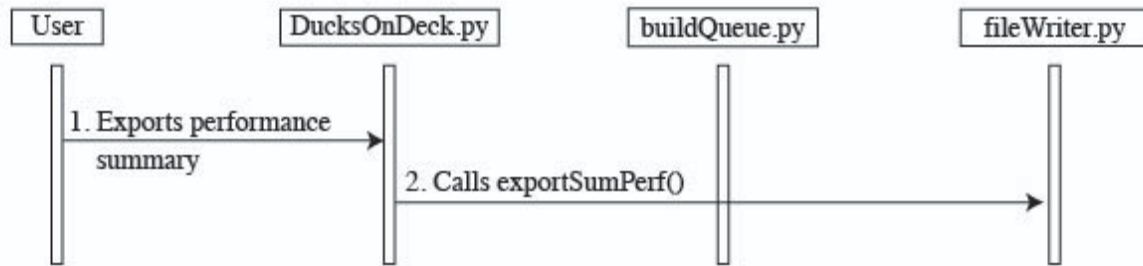 User
DucksOnDeck.py
buildQueue.py
fileWriter.py
1. Exports performance
summary
2. Calls exportSumPerf()